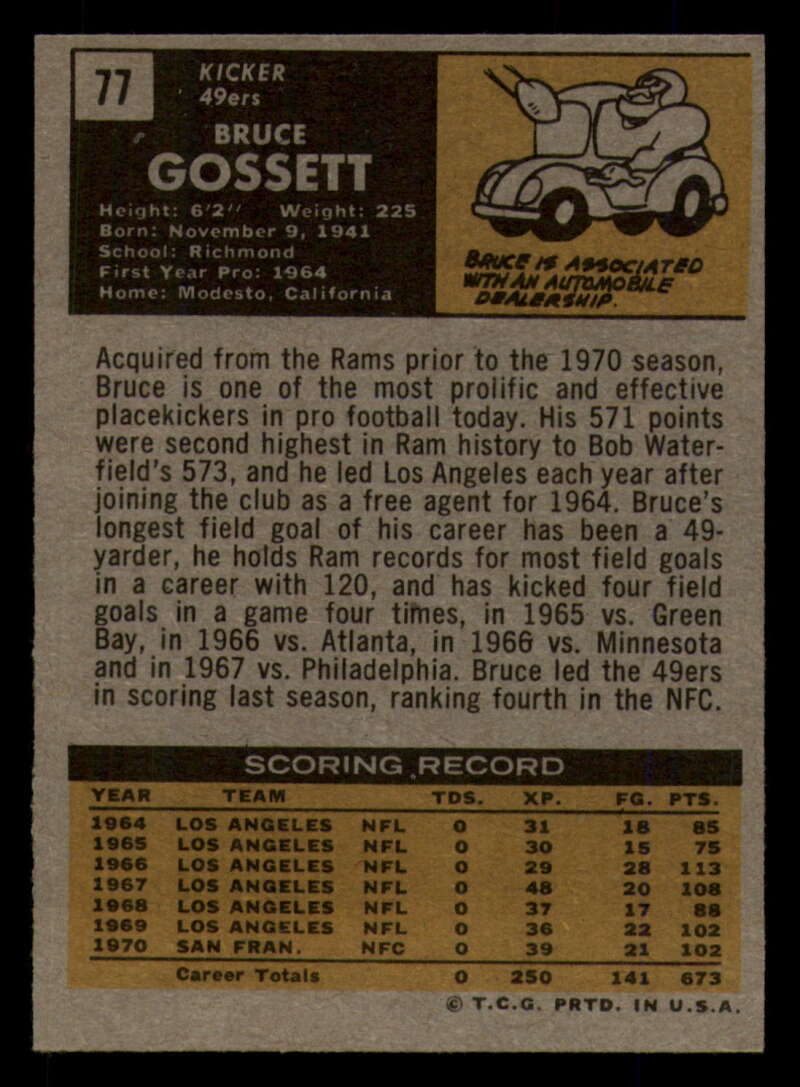 77
KICKER
49ers
BRUCE
GOSSETT
Height: 6'2" Weight: 225
Born: November 9, 1941
School: Richmond
First Year Pro: 1964
Home: Modesto, California
BRUCE IS ASSOCIATED
WITH AN AUTOMOBILE
DEALERSHIP.
Acquired from the Rams prior to the 1970 season,
Bruce is one of the most prolific and effective
placekickers in pro football today. His 571 points
were second highest in Ram history to Bob Water-
field's 573, and he led Los Angeles each year after
joining the club as a free agent for 1964. Bruce's
longest field goal of his career has been a 49-
yarder, he holds Ram records for most field goals
in a career with 120, and has kicked four field
goals in a game four times, in 1965 vs. Green
Bay, in 1966 vs. Atlanta, in 1966 vs. Minnesota
and in 1967 vs. Philadelphia. Bruce led the 49ers
in scoring last season, ranking fourth in the NFC.
SCORING RECORD
YEAR TEAM TDS. XP. FG. PTS.
1964 LOS ANGELES NFL 0 31 18 85
1965 LOS ANGELES NFL 0 30 15 75
1966 LOS ANGELES NFL 0 29 28 113
1967 LOS ANGELES NFL 0 48 20 108
1968 LOS ANGELES NFL 0 37 17 88
1969 LOS ANGELES NFL 0 36 22 102
1970 SAN FRAN. NFC 0 39 21 102
Career Totals 0 250 141 673
© T.C.G. PRTD. IN U.S.A.